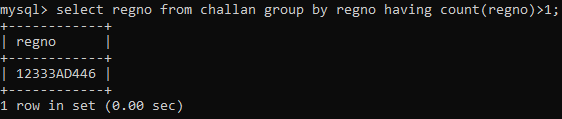 mysql> select regno from challan group by regno having count(regno)>1;
+------------+
| regno      |
+------------+
| 12333AD446 |
+------------+
1 row in set (0.00 sec)